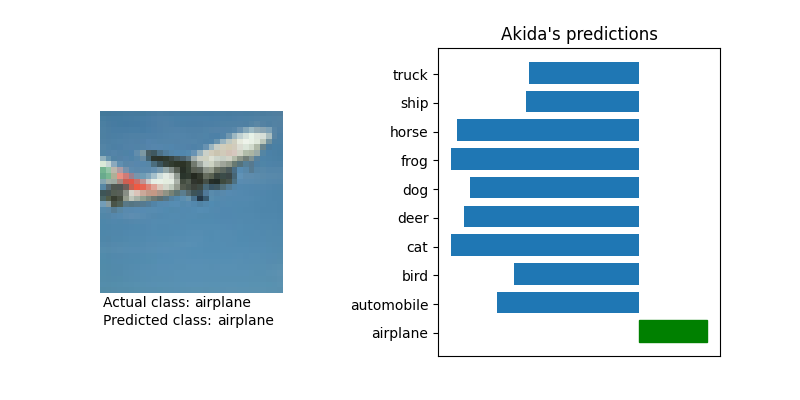 Akida's predictions
truck
ship
horse
frog
dog
deer
cat
bird
automobile
airplane
Actual class: airplane
Predicted class: airplane